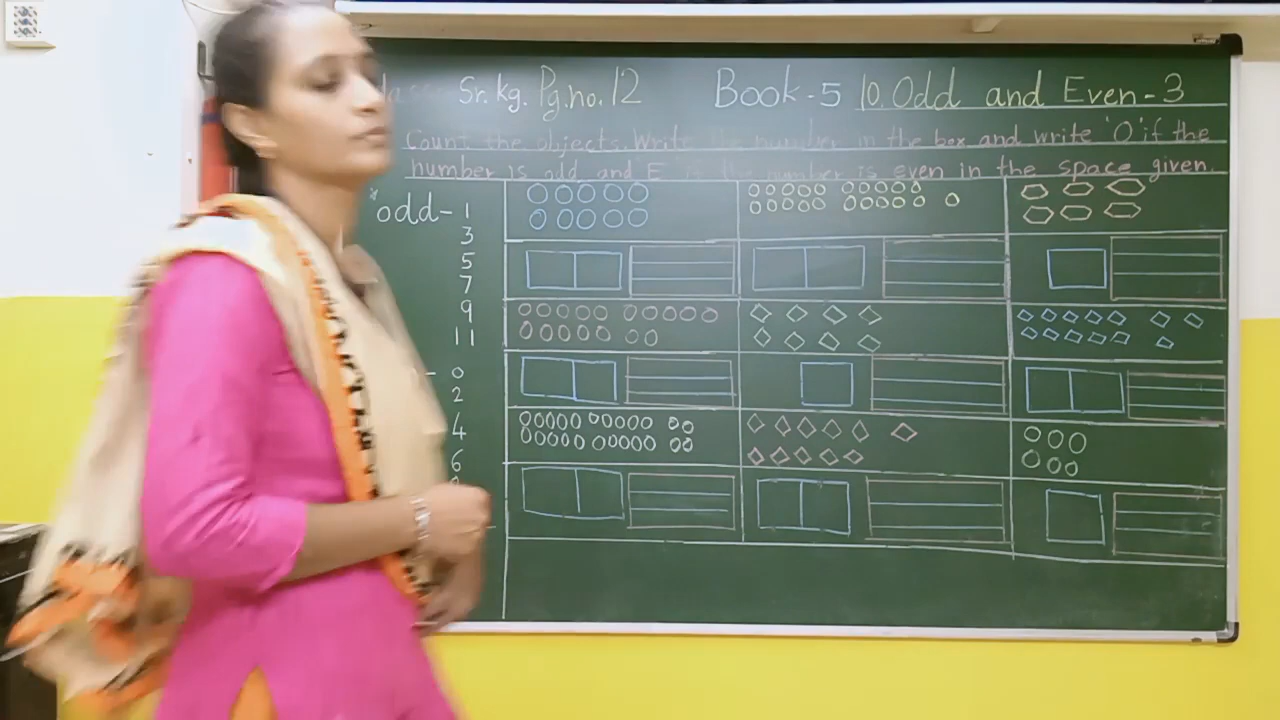 Sr. kg. Pg.no. 12 Book - 5 10. Odd and Even - 3
Count the objects. Write the number in the box and write 'O' if the
number is odd and E is the number is even in the space given.
odd - 1
3
5
7
9
11
- 0
2
4
6